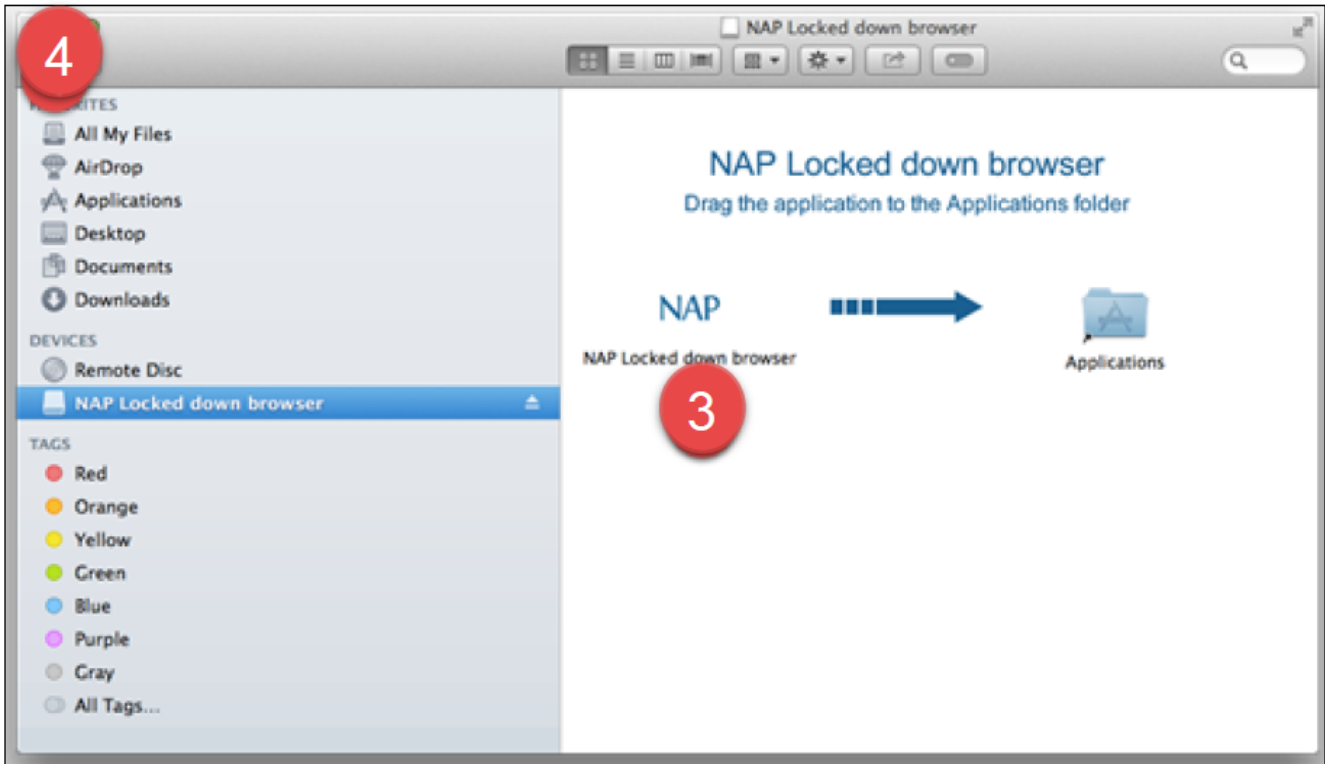 4
NAP Locked down browser
All My Files
AirDrop
Applications
Desktop
Documents
Downloads
DEVICES
Remote Disc
NAP Locked down browser
TAGS
Red
Orange
Yellow
Green
Blue
Purple
Gray
All Tags...
NAP Locked down browser
Drag the application to the Applications folder
NAP
NAP Locked down browser
Applications
3